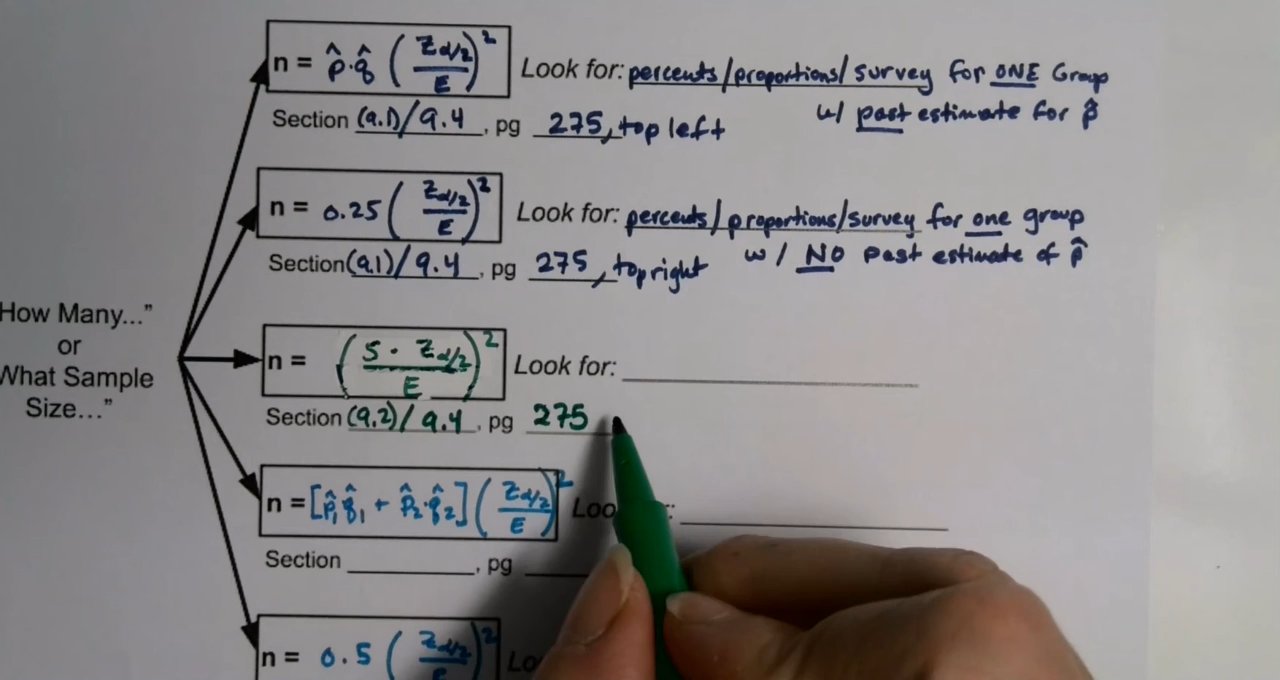 n = p̂·q̂ (Zα/2 / E)² Look for: percents/proportions/survey for ONE Group
w/ past estimate for p̂
Section (9.1)/9.4, pg 275, top left
n = 0.25 (Zα/2 / E)² Look for: percents/proportions/survey for one group
w/ NO past estimate of p̂
Section (9.1)/9.4, pg 275, top right
How Many..."
or
What Sample
Size..."
n = (S · Zα/2 / E)² Look for:
Section (9.2)/9.4, pg 275
n = [p̂₁q̂₁ + p̂₂·q̂₂] (Zα/2 / E)² Loo :
Section , pg
n = 0.5 (Zα/2 / E)² Lo